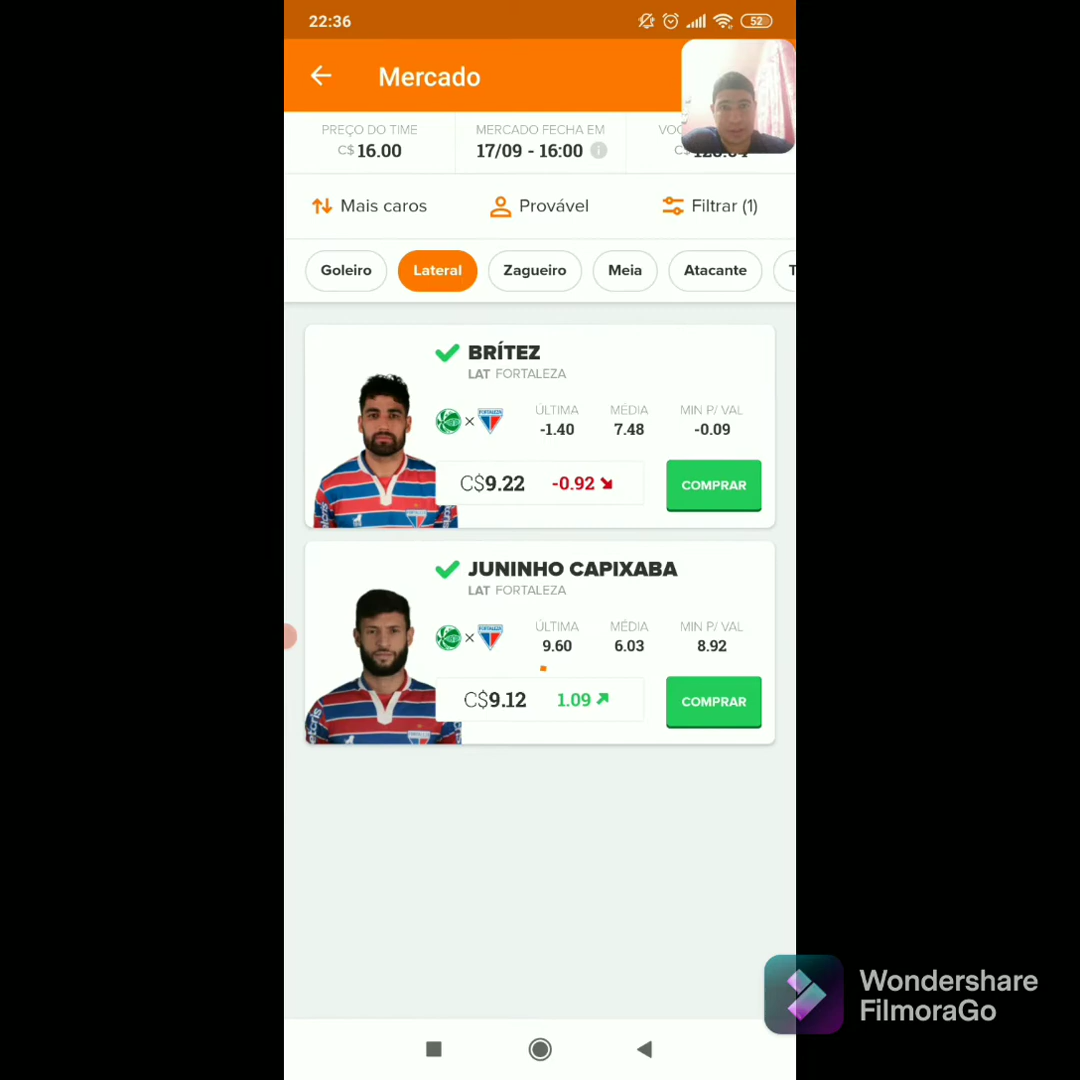 22:36
52
Mercado
PREÇO DO TIME
C$ 16.00
MERCADO FECHA EM
17/09 - 16:00
C$
Mais caros
Provável
Filtrar (1)
Goleiro
Lateral
Zagueiro
Meia
Atacante
BRÍTEZ
LAT FORTALEZA
×
ÚLTIMA
-1.40
MÉDIA
7.48
MIN P/ VAL
-0.09
C$9.22
-0.92
COMPRAR
JUNINHO CAPIXABA
LAT FORTALEZA
×
ÚLTIMA
9.60
MÉDIA
6.03
MIN P/ VAL
8.92
C$9.12
1.09
COMPRAR
Wondershare
FilmoraGo